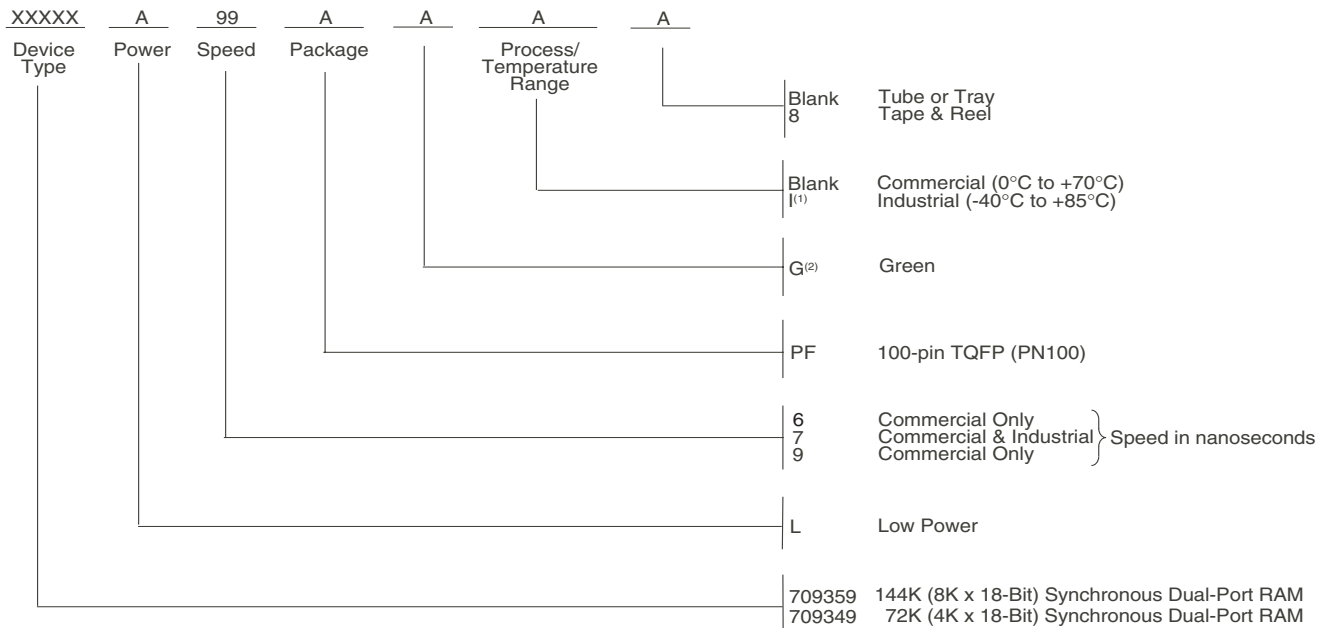 XXXXX A 99 A A A A
Device Type Power Speed Package Process/ Temperature Range
Blank Tube or Tray
8 Tape & Reel
Blank Commercial (0°C to +70°C)
I(1) Industrial (-40°C to +85°C)
G(2) Green
PF 100-pin TQFP (PN100)
6 Commercial Only
7 Commercial & Industrial Speed in nanoseconds
9 Commercial Only
L Low Power
709359 144K (8K x 18-Bit) Synchronous Dual-Port RAM
709349 72K (4K x 18-Bit) Synchronous Dual-Port RAM